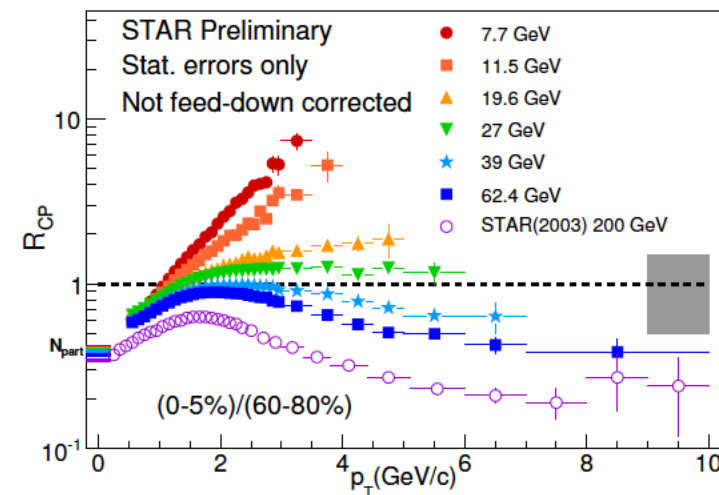 STAR Preliminary
Stat. errors only
Not feed-down corrected
7.7 GeV
11.5 GeV
19.6 GeV
27 GeV
39 GeV
62.4 GeV
STAR(2003) 200 GeV
R_CP
10
1
N_part
10^-1
(0-5%)/(60-80%)
0 2 4 6 8 10
p_T(GeV/c)